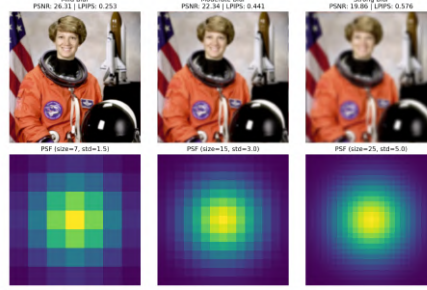 PSNR: 26.31 | LPIPS: 0.253
PSNR: 22.34 | LPIPS: 0.441
PSNR: 19.86 | LPIPS: 0.576
PSF (size=7, std=1.5)
PSF (size=15, std=3.0)
PSF (size=25, std=5.0)